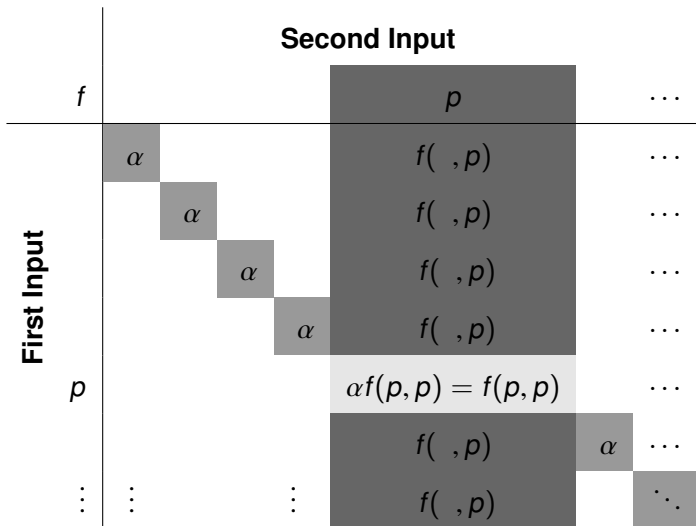 Second Input
f p ⋯
First Input
α f( ,p) ⋯
α f( ,p) ⋯
α f( ,p) ⋯
α f( ,p) ⋯
p αf(p,p) = f(p,p) ⋯
f( ,p) α ⋯
⋮ ⋮ ⋮ f( ,p) ⋱